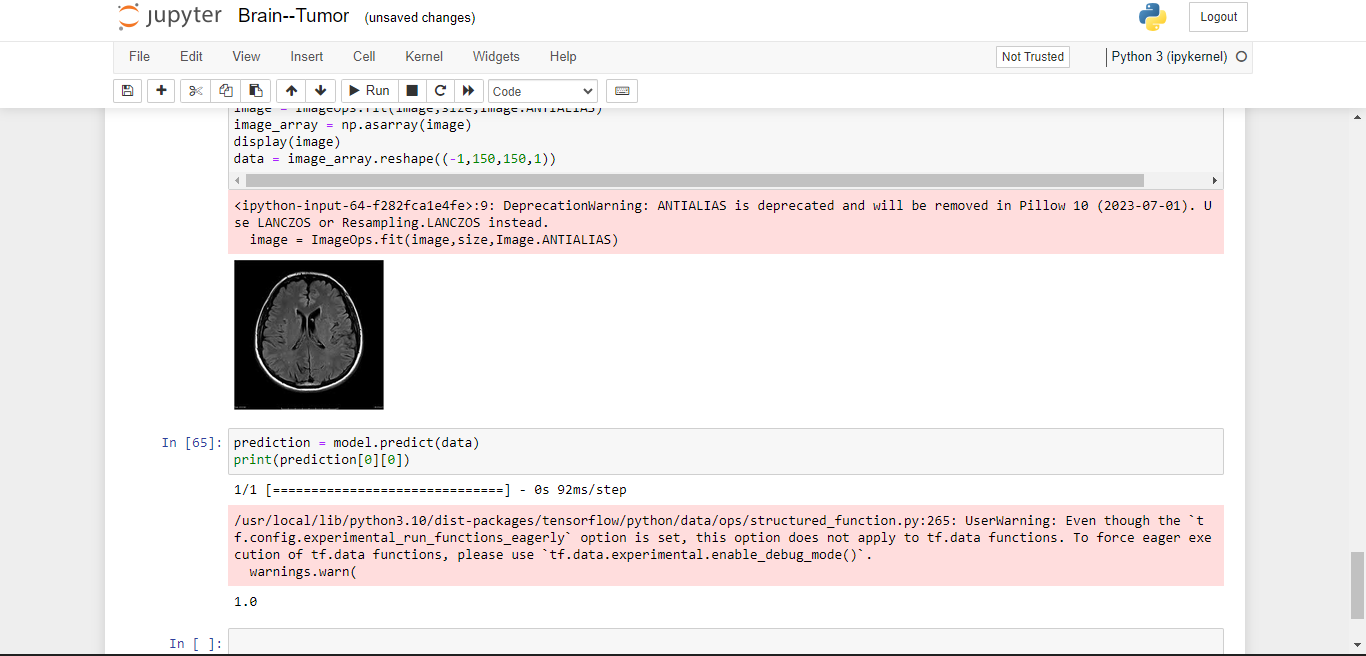 jupyter Brain--Tumor (unsaved changes)
Logout
File Edit View Insert Cell Kernel Widgets Help
Not Trusted
Python 3 (ipykernel)
Run
Code
image = ImageOps.fit(image,size,Image.ANTIALIAS)
image_array = np.asarray(image)
display(image)
data = image_array.reshape((-1,150,150,1))
<ipython-input-64-f282fca1e4fe>:9: DeprecationWarning: ANTIALIAS is deprecated and will be removed in Pillow 10 (2023-07-01). U
se LANCZOS or Resampling.LANCZOS instead.
image = ImageOps.fit(image,size,Image.ANTIALIAS)
In [65]:
prediction = model.predict(data)
print(prediction[0][0])
1/1 [==============================] - 0s 92ms/step
/usr/local/lib/python3.10/dist-packages/tensorflow/python/data/ops/structured_function.py:265: UserWarning: Even though the `t
f.config.experimental_run_functions_eagerly` option is set, this option does not apply to tf.data functions. To force eager exe
cution of tf.data functions, please use `tf.data.experimental.enable_debug_mode()`.
warnings.warn(
1.0
In [ ]: